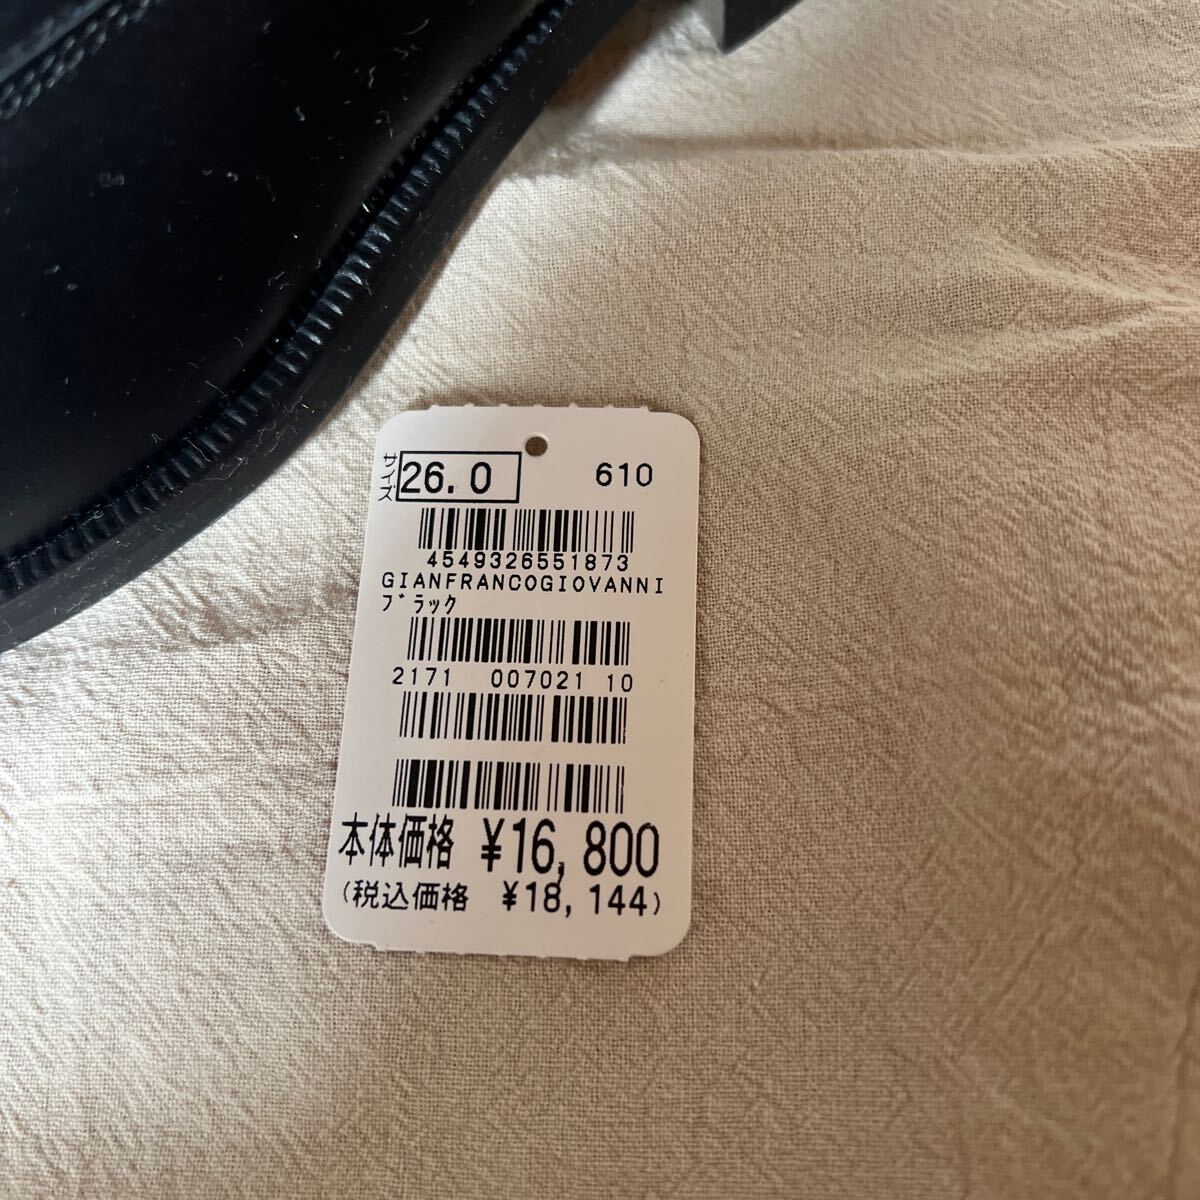 サイズ 26.0 610
4549326551873
GIANFRANCOGIOVANNI
ﾌﾞﾗｯｸ
2171 007021 10
本体価格 ¥16,800
(税込価格 ¥18,144)